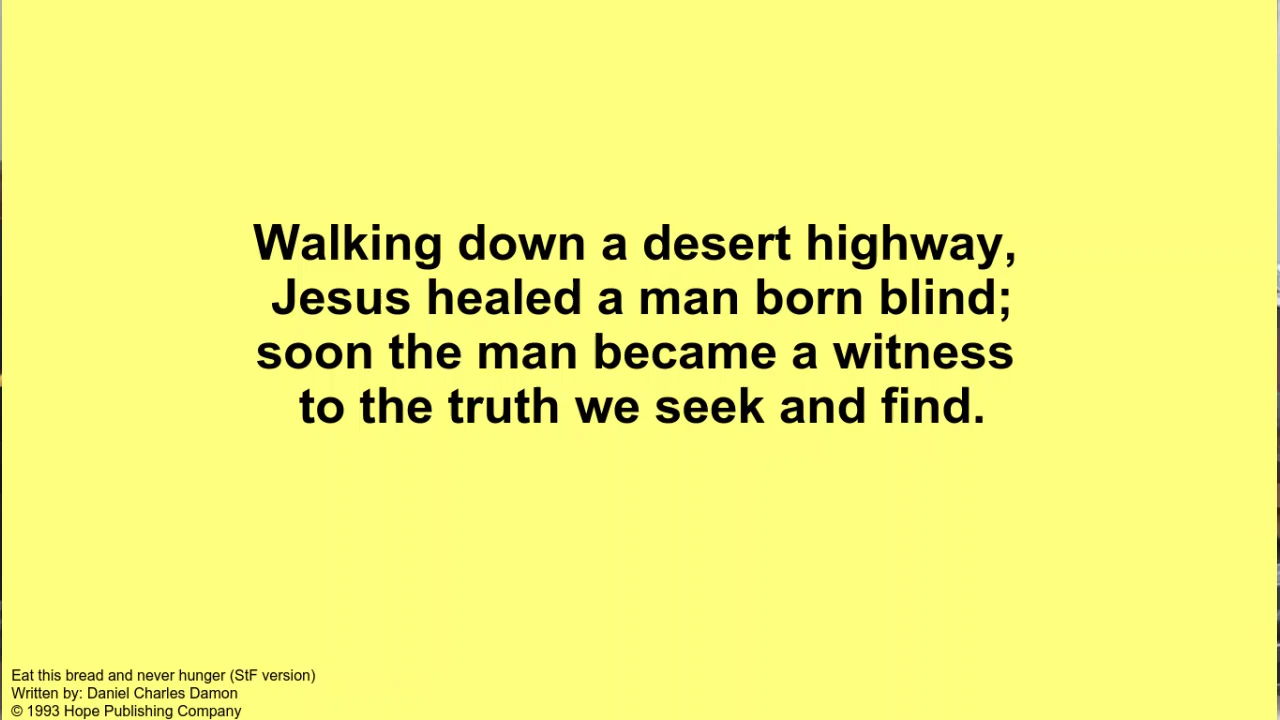 Walking down a desert highway,
Jesus healed a man born blind;
soon the man became a witness
to the truth we seek and find.
Eat this bread and never hunger (StF version)
Written by: Daniel Charles Damon
© 1993 Hope Publishing Company